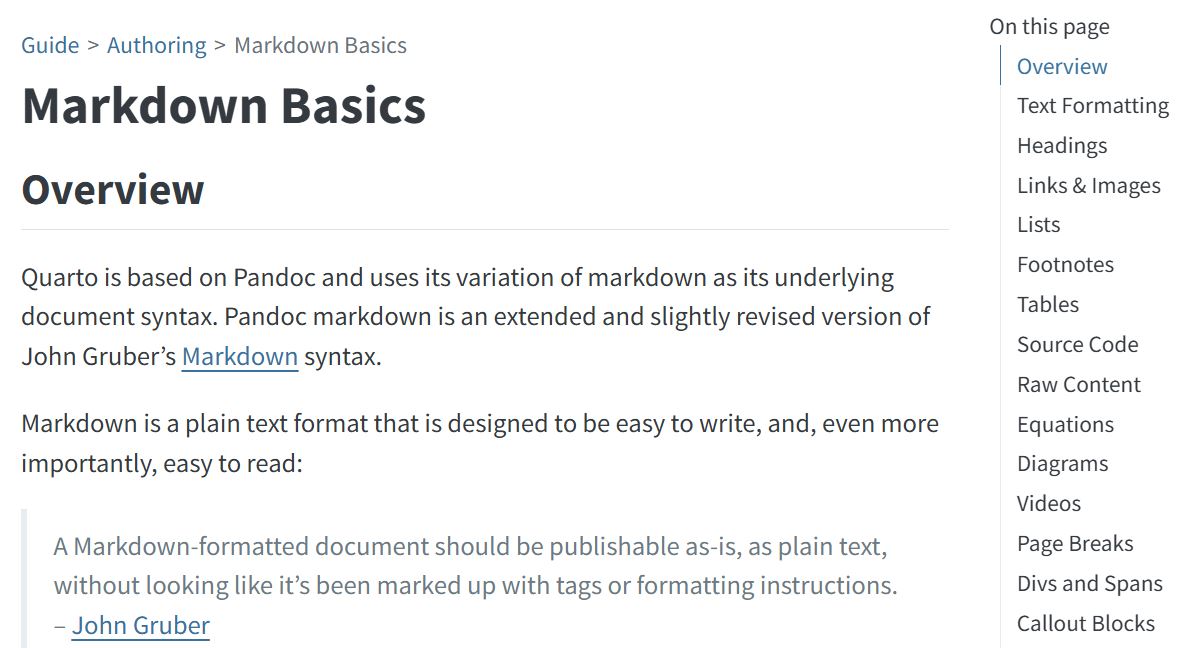 Guide > Authoring > Markdown Basics
Markdown Basics
Overview
Quarto is based on Pandoc and uses its variation of markdown as its underlying
document syntax. Pandoc markdown is an extended and slightly revised version of
John Gruber’s Markdown syntax.
Markdown is a plain text format that is designed to be easy to write, and, even more
importantly, easy to read:
A Markdown-formatted document should be publishable as-is, as plain text,
without looking like it’s been marked up with tags or formatting instructions.
– John Gruber
On this page
Overview
Text Formatting
Headings
Links & Images
Lists
Footnotes
Tables
Source Code
Raw Content
Equations
Diagrams
Videos
Page Breaks
Divs and Spans
Callout Blocks